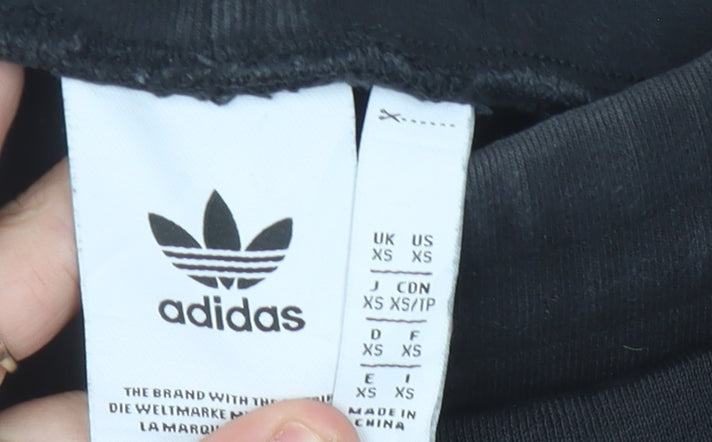 adidas
THE BRAND WITH THE
DIE WELTMARKE
LA
UK US
XS XS
J CDN
XS XS/TP
D F
XS XS
E I
XS XS
MADE IN
CHINA